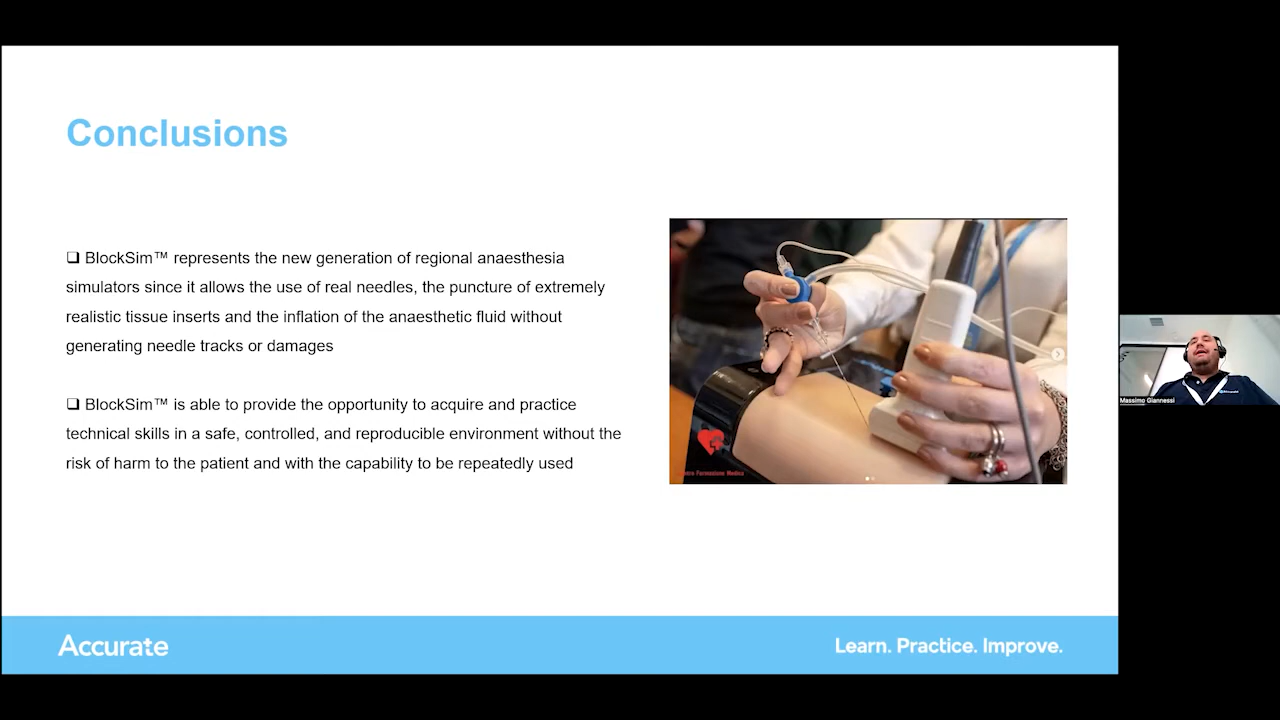 Conclusions
❑ BlockSim™ represents the new generation of regional anaesthesia
simulators since it allows the use of real needles, the puncture of extremely
realistic tissue inserts and the inflation of the anaesthetic fluid without
generating needle tracks or damages
❑ BlockSim™ is able to provide the opportunity to acquire and practice
technical skills in a safe, controlled, and reproducible environment without the
risk of harm to the patient and with the capability to be repeatedly used
Formazione Medica
Massimo Giannessi
Accurate
Learn. Practice. Improve.